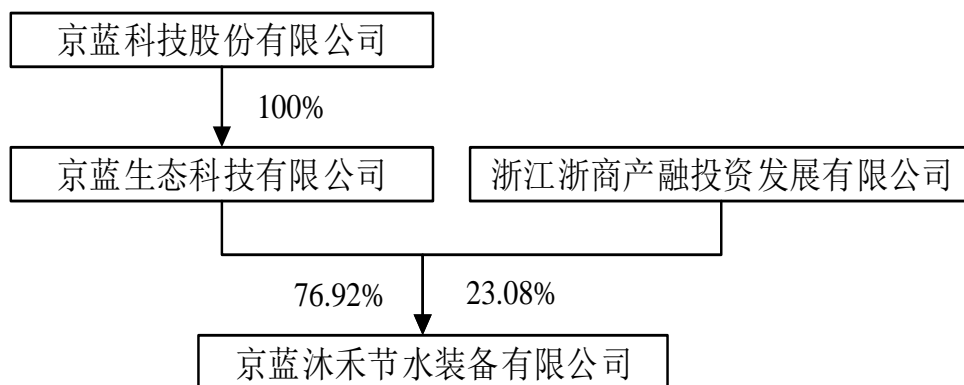 京蓝科技股份有限公司
100%
京蓝生态科技有限公司
浙江浙商产融投资发展有限公司
76.92%
23.08%
京蓝沐禾节水装备有限公司